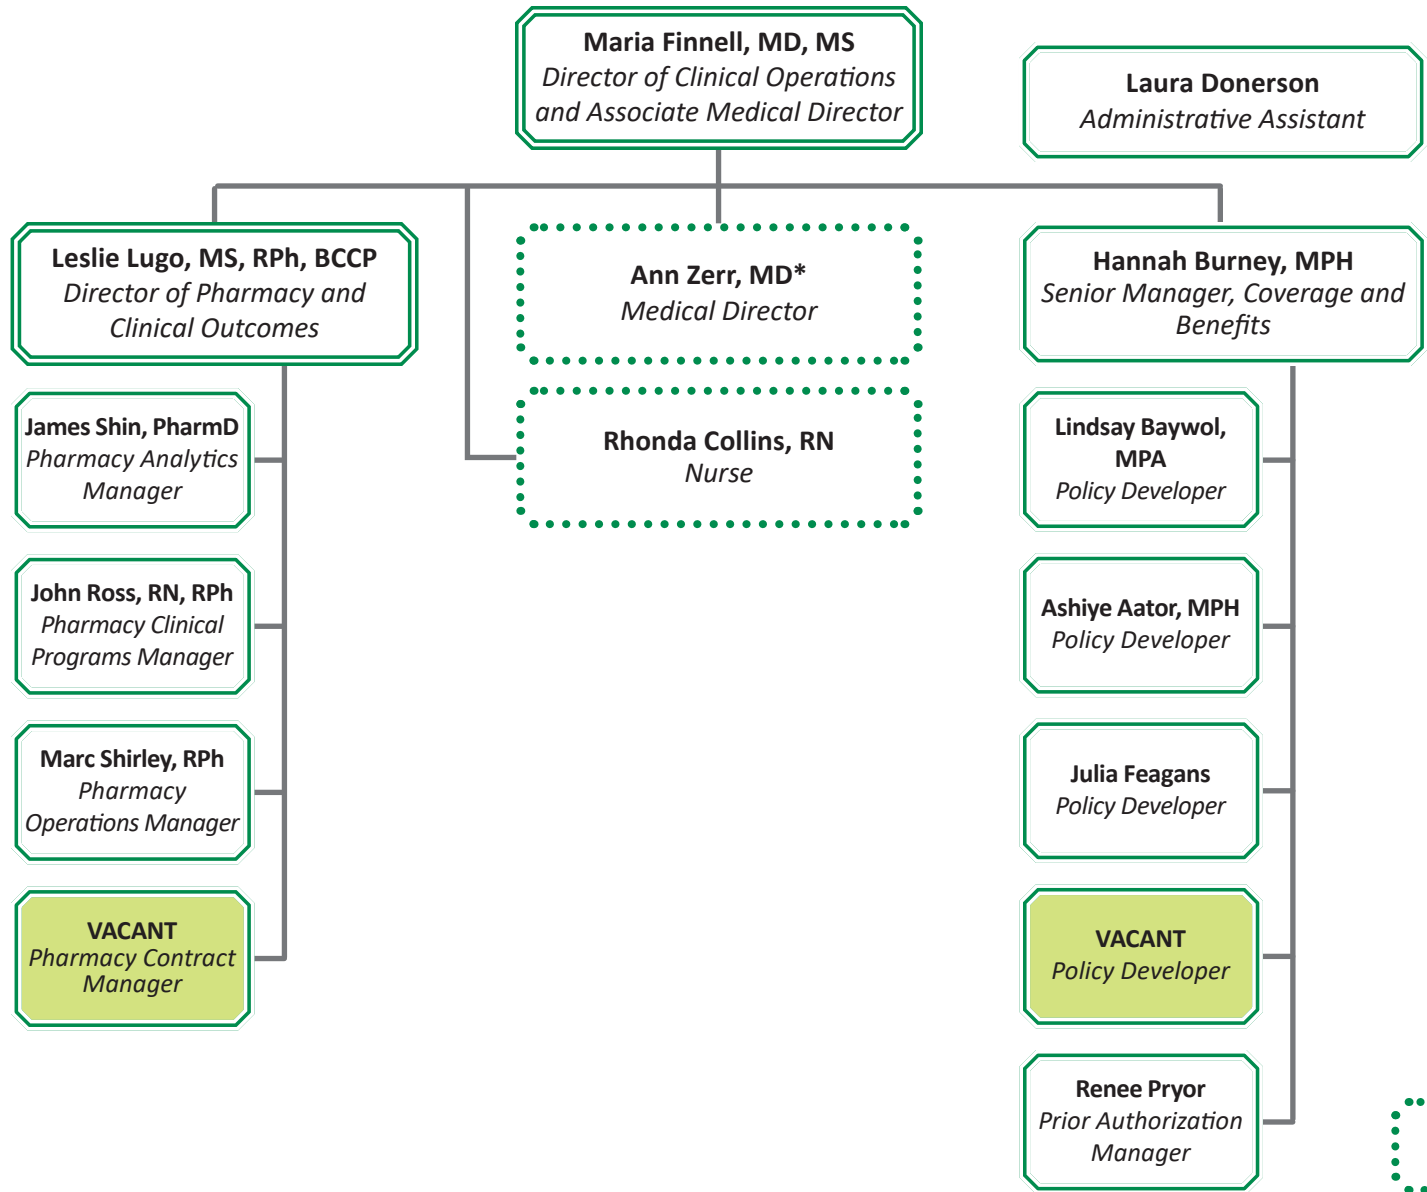 Maria Finnell, MD, MS
Director of Clinical Operations
and Associate Medical Director
Laura Donerson
Administrative Assistant
Leslie Lugo, MS, RPh, BCCP
Director of Pharmacy and
Clinical Outcomes
Ann Zerr, MD*
Medical Director
Hannah Burney, MPH
Senior Manager, Coverage and
Benefits
James Shin, PharmD
Pharmacy Analytics
Manager
Rhonda Collins, RN
Nurse
Lindsay Baywol,
MPA
Policy Developer
John Ross, RN, RPh
Pharmacy Clinical
Programs Manager
Ashiye Aator, MPH
Policy Developer
Marc Shirley, RPh
Pharmacy
Operations Manager
Julia Feagans
Policy Developer
VACANT
Pharmacy Contract
Manager
VACANT
Policy Developer
Renee Pryor
Prior Authorization
Manager